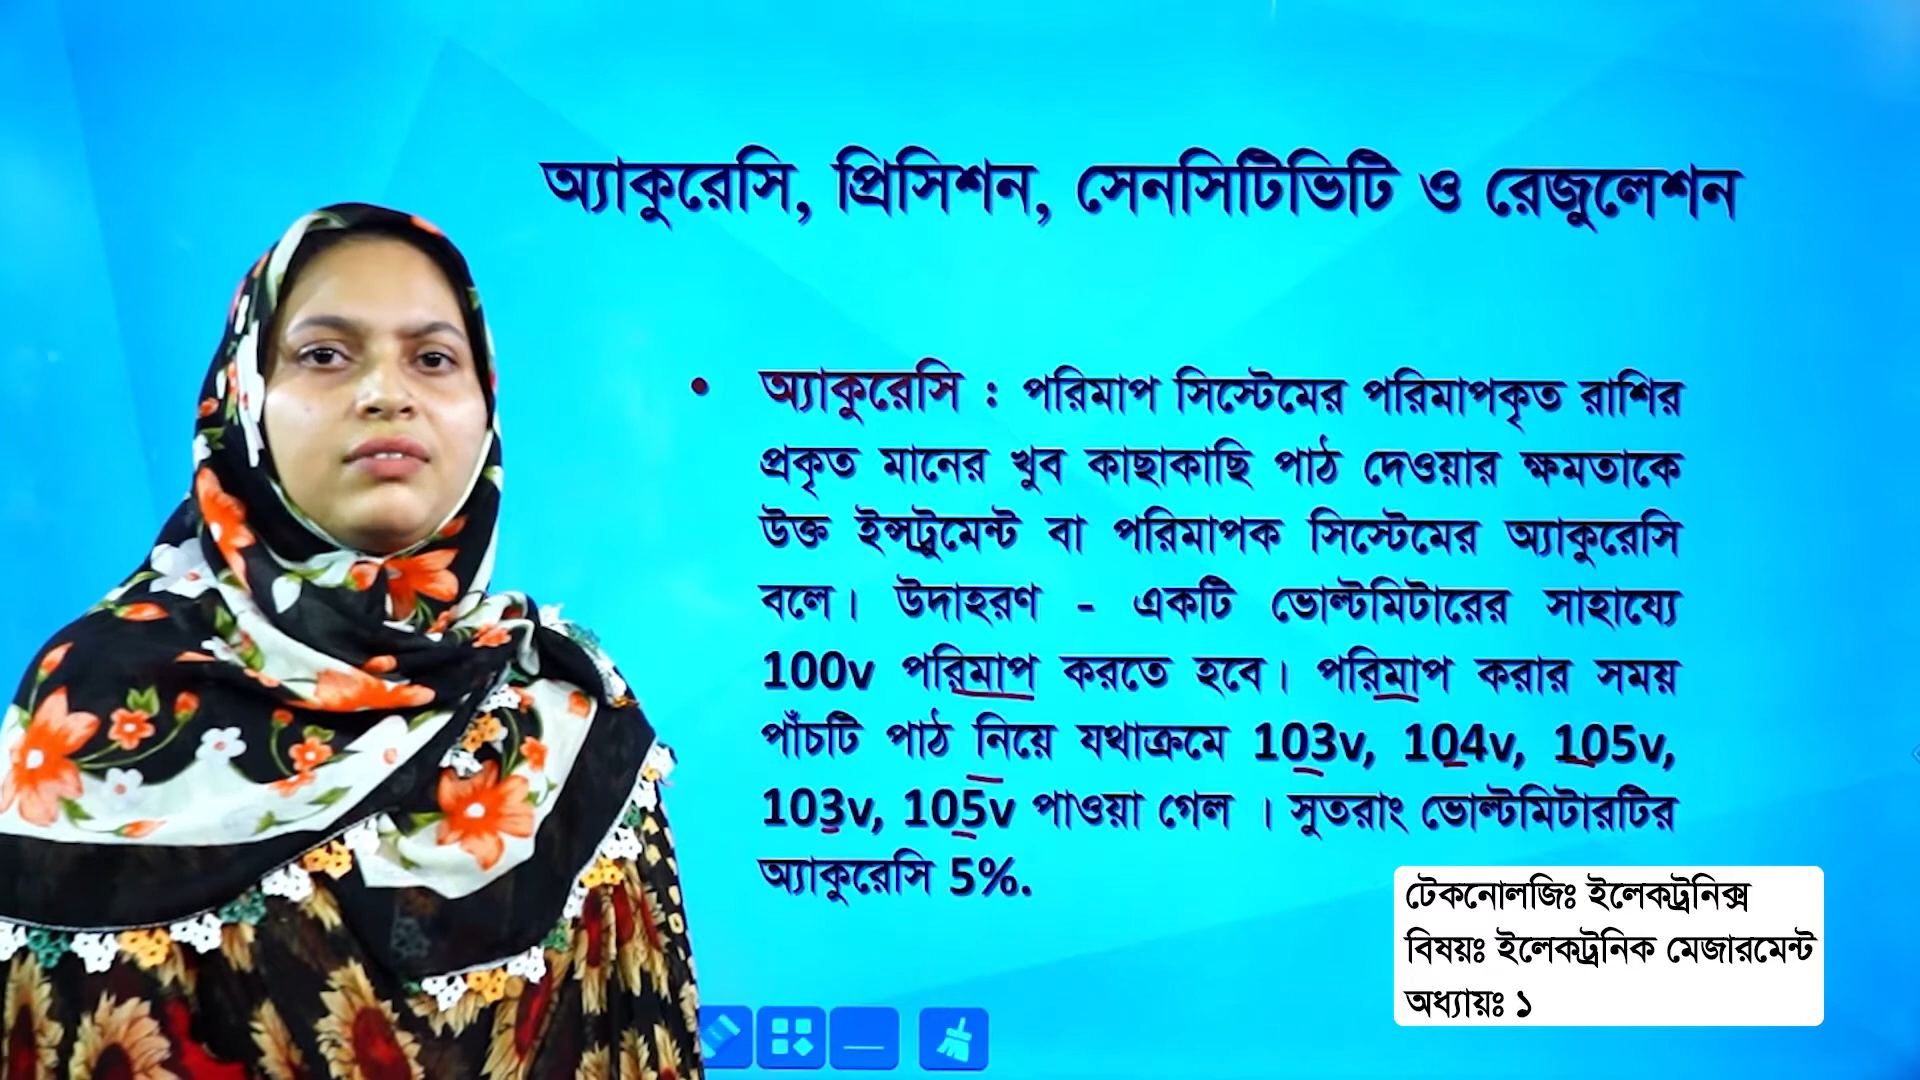 অ্যাকুরেসি, প্রিসিশন, সেনসিটিভিটি ও রেজুলেশন
• অ্যাকুরেসি : পরিমাপ সিস্টেমের পরিমাপকৃত রাশির
প্রকৃত মানের খুব কাছাকাছি পাঠ দেওয়ার ক্ষমতাকে
উক্ত ইন্সট্রুমেন্ট বা পরিমাপক সিস্টেমের অ্যাকুরেসি
বলে। উদাহরণ - একটি ভোল্টমিটারের সাহায্যে
100v পরিমাপ করতে হবে। পরিমাপ করার সময়
পাঁচটি পাঠ নিয়ে যথাক্রমে 103v, 104v, 105v,
103v, 105v পাওয়া গেল । সুতরাং ভোল্টমিটারটির
অ্যাকুরেসি 5%.
টেকনোলজিঃ ইলেকট্রনিক্স
বিষয়ঃ ইলেকট্রনিক মেজারমেন্ট
অধ্যায়ঃ ১